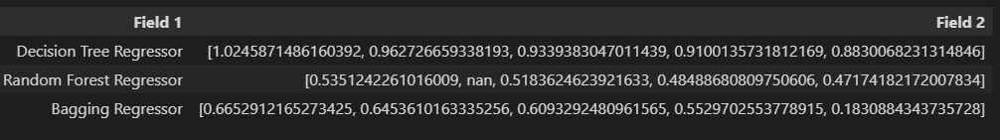 Field 1 Field 2
Decision Tree Regressor [1.0245871486160392, 0.962726659338193, 0.9339383047011439, 0.9100135731812169, 0.8830068231314846]
Random Forest Regressor [0.5351242261016009, nan, 0.5183624623921633, 0.48488680809750606, 0.47174182172007834]
Bagging Regressor [0.6652912165273425, 0.6453610163335256, 0.6093292480961565, 0.5529702553778915, 0.1830884343735728]